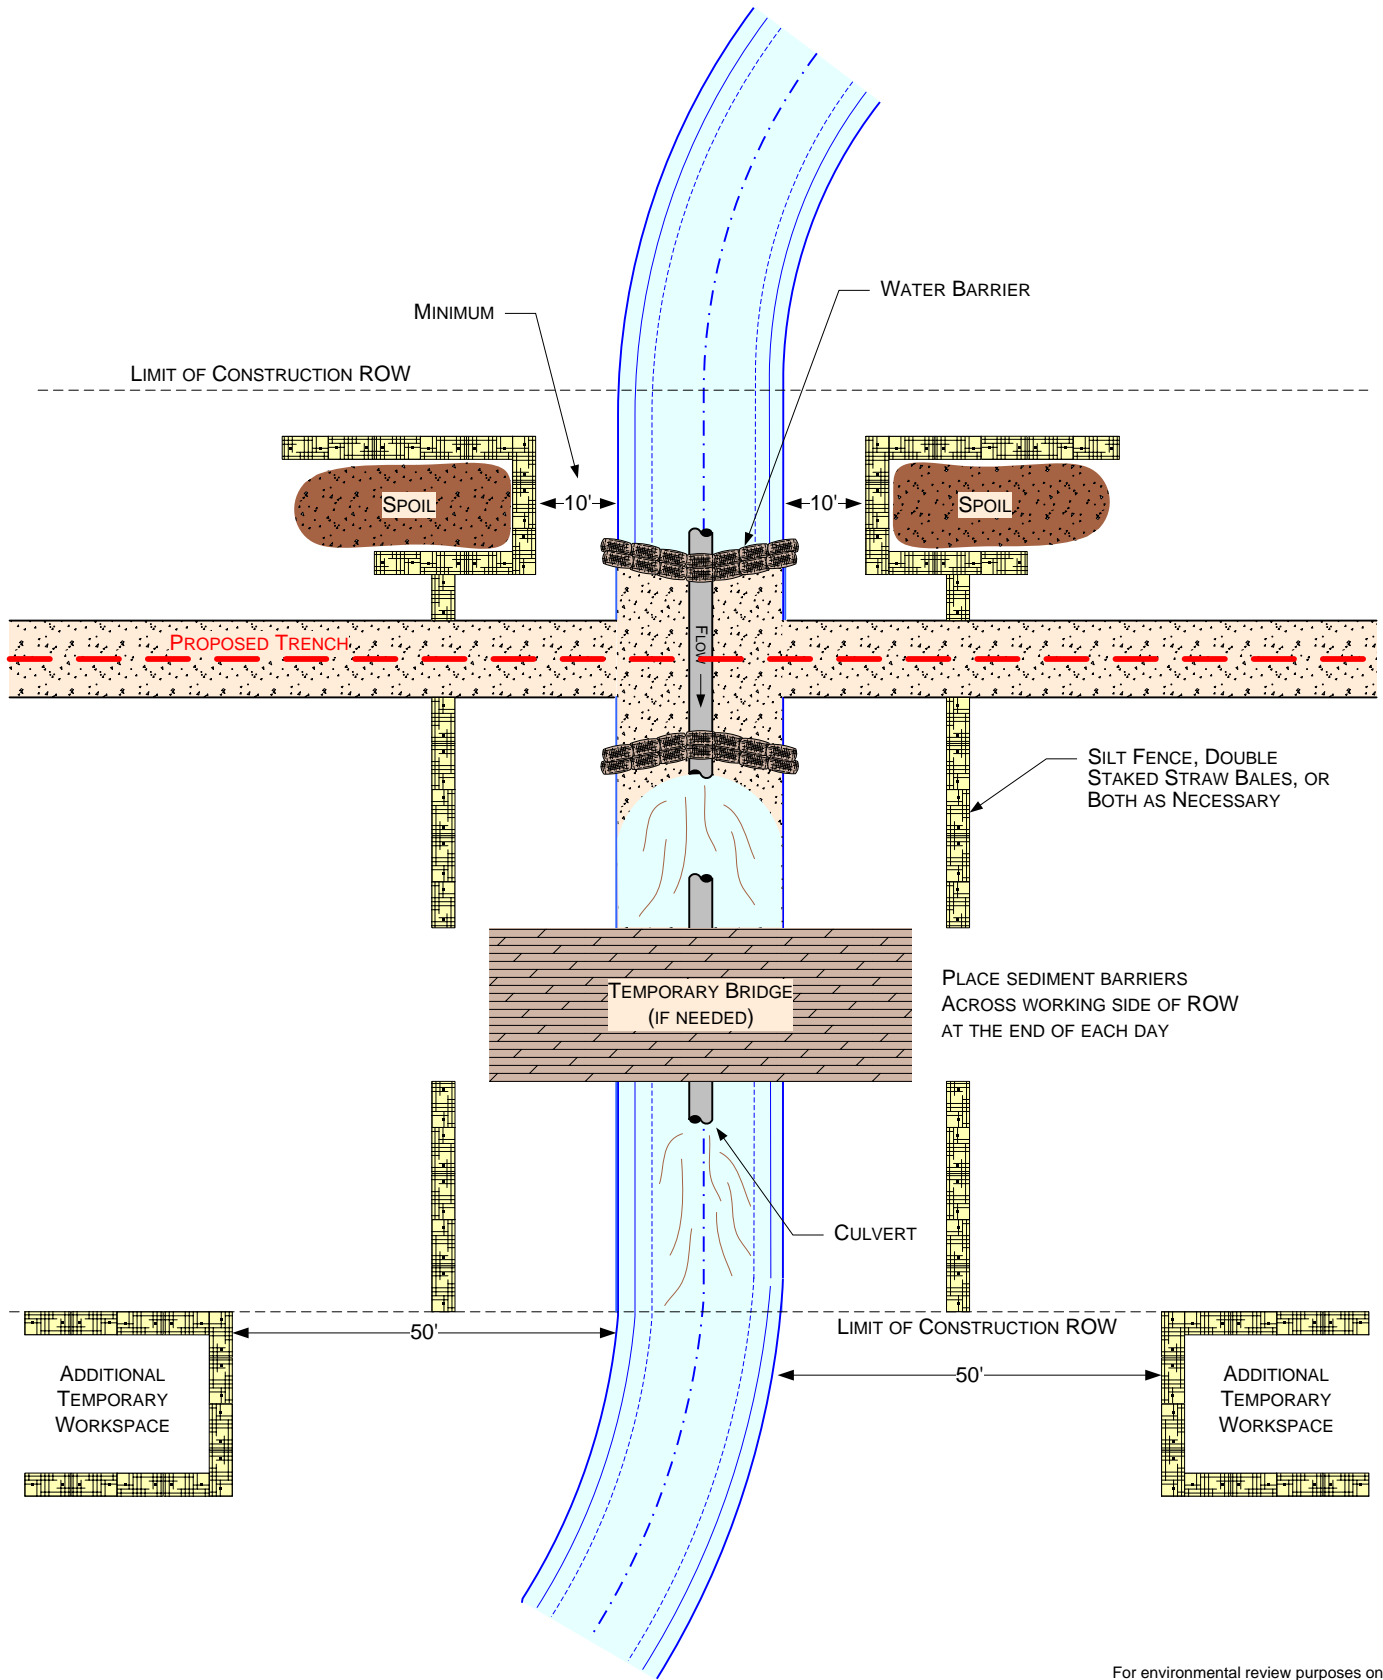 WATER BARRIER
MINIMUM
LIMIT OF CONSTRUCTION ROW
SPOIL
10'
10'
SPOIL
PROPOSED TRENCH
FLOW
SILT FENCE, DOUBLE
STAKED STRAW BALES, OR
BOTH AS NECESSARY
TEMPORARY BRIDGE
(IF NEEDED)
PLACE SEDIMENT BARRIERS
ACROSS WORKING SIDE OF ROW
AT THE END OF EACH DAY
CULVERT
50'
LIMIT OF CONSTRUCTION ROW
50'
ADDITIONAL
TEMPORARY
WORKSPACE
ADDITIONAL
TEMPORARY
WORKSPACE
For environmental review purposes on